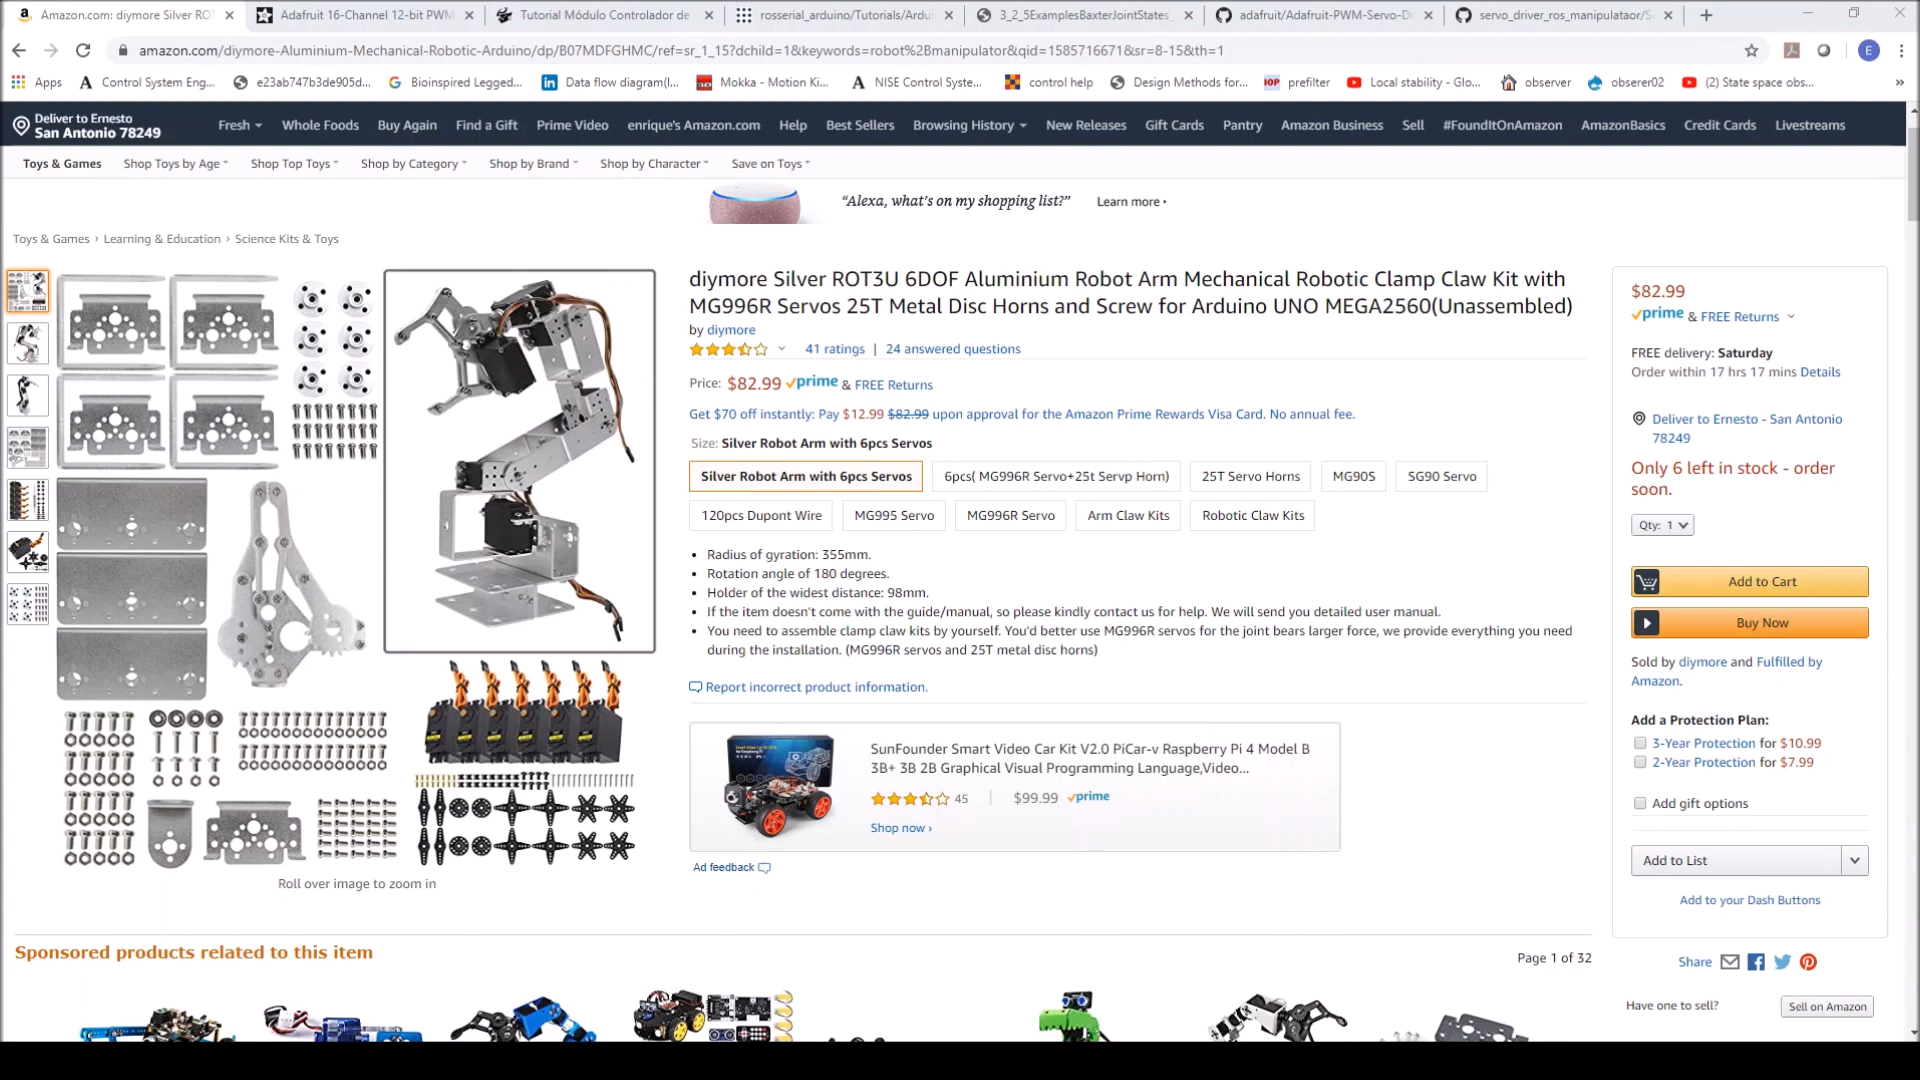 Amazon.com: diymore Silver ROT
Adafruit 16-Channel 12-bit PWM
Tutorial Módulo Controlador de
rosserial_arduino/Tutorials/Ardu
3_2_5ExamplesBaxterJointStates_
adafruit/Adafruit-PWM-Servo-Dr
servo_driver_ros_manipulataor/S
amazon.com/diymore-Aluminium-Mechanical-Robotic-Arduino/dp/B07MDFGHMC/ref=sr_1_15?dchild=1&keywords=robot%2Bmanipulator&qid=1585716671&sr=8-15&th=1
E
Apps
Control System Eng...
e23ab747b3de905d...
Bioinspired Legged...
Data flow diagram(l...
Mokka - Motion Ki...
NISE Control Syste...
control help
Design Methods for...
IOP prefilter
Local stability - Glo...
observer
obserer02
(2) State space obs...
Deliver to Ernesto
San Antonio 78249
Fresh
Whole Foods
Buy Again
Find a Gift
Prime Video
enrique's Amazon.com
Help
Best Sellers
Browsing History
New Releases
Gift Cards
Pantry
Amazon Business
Sell
#FoundItOnAmazon
AmazonBasics
Credit Cards
Livestreams
Toys & Games
Shop Toys by Age
Shop Top Toys
Shop by Category
Shop by Brand
Shop by Character
Save on Toys
“Alexa, what's on my shopping list?”
Learn more ›
Toys & Games › Learning & Education › Science Kits & Toys
diymore Silver ROT3U 6DOF Aluminium Robot Arm Mechanical Robotic Clamp Claw Kit with
MG996R Servos 25T Metal Disc Horns and Screw for Arduino UNO MEGA2560(Unassembled)
by diymore
41 ratings | 24 answered questions
Price: $82.99 prime & FREE Returns
Get $70 off instantly: Pay $12.99 $82.99 upon approval for the Amazon Prime Rewards Visa Card. No annual fee.
Size: Silver Robot Arm with 6pcs Servos
Silver Robot Arm with 6pcs Servos
6pcs( MG996R Servo+25t Servp Horn)
25T Servo Horns
MG90S
SG90 Servo
120pcs Dupont Wire
MG995 Servo
MG996R Servo
Arm Claw Kits
Robotic Claw Kits
• Radius of gyration: 355mm.
• Rotation angle of 180 degrees.
• Holder of the widest distance: 98mm.
• If the item doesn't come with the guide/manual, so please kindly contact us for help. We will send you detailed user manual.
• You need to assemble clamp claw kits by yourself. You'd better use MG996R servos for the joint bears larger force, we provide everything you need
during the installation. (MG996R servos and 25T metal disc horns)
Report incorrect product information.
SunFounder Smart Video Car Kit V2.0 PiCar-v Raspberry Pi 4 Model B
3B+ 3B 2B Graphical Visual Programming Language,Video...
45 | $99.99 prime
Shop now ›
Ad feedback
Roll over image to zoom in
$82.99
prime & FREE Returns
FREE delivery: Saturday
Order within 17 hrs 17 mins Details
Deliver to Ernesto - San Antonio
78249
Only 6 left in stock - order
soon.
Qty: 1
Add to Cart
Buy Now
Sold by diymore and Fulfilled by
Amazon.
Add a Protection Plan:
3-Year Protection for $10.99
2-Year Protection for $7.99
Add gift options
Add to List
Add to your Dash Buttons
Share
Have one to sell?
Sell on Amazon
Sponsored products related to this item
Page 1 of 32